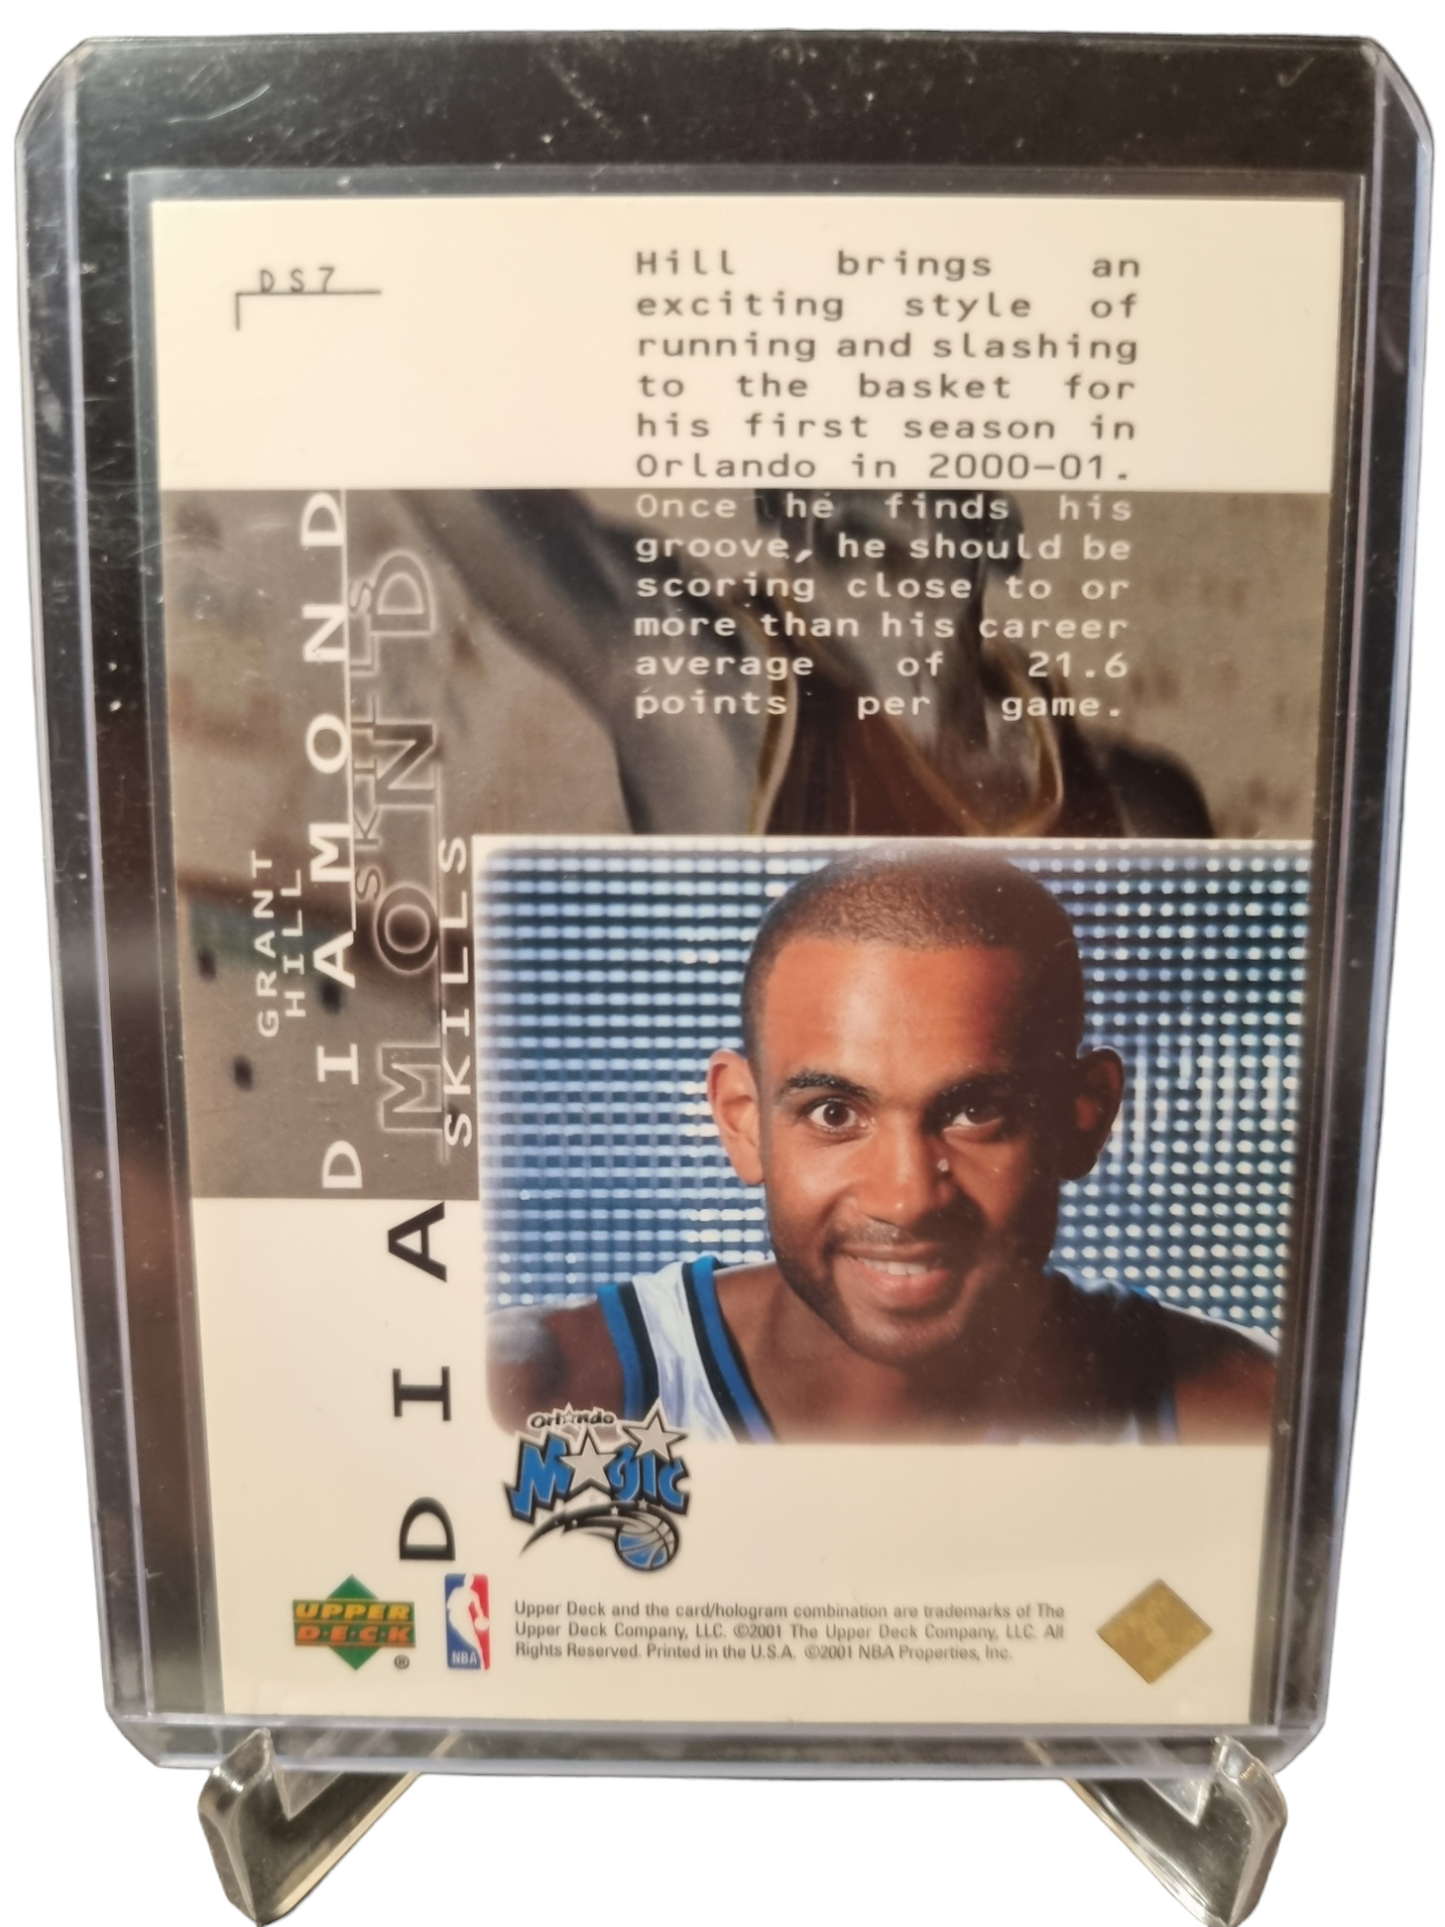 DS7
Hill brings an
exciting style of
running and slashing
to the basket for
his first season in
Orlando in 2000-01.
Once he finds his
groove, he should be
scoring close to or
more than his career
average of 21.6
points per game.
GRANT
HILL
DIAMOND
SKILLS
DIAMOND
SKILLS
Orlando
Magic
UPPER
DECK
®
NBA
Upper Deck and the card/hologram combination are trademarks of The
Upper Deck Company, LLC. ©2001 The Upper Deck Company, LLC. All
Rights Reserved. Printed in the U.S.A. ©2001 NBA Properties, Inc.